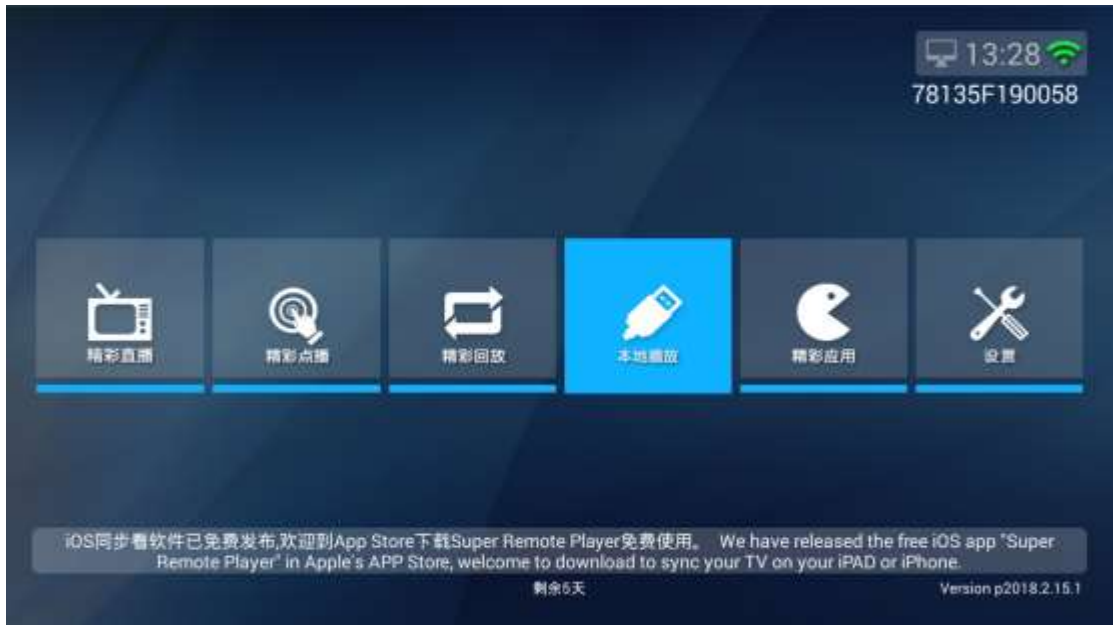 13:28
78135F190058
精彩直播
精彩点播
精彩回放
本地播放
精彩应用
设置
iOS同步看软件已免费发布,欢迎到App Store下载Super Remote Player免费使用。 We have released the free iOS app "Super
Remote Player" in Apple's APP Store, welcome to download to sync your TV on your iPAD or iPhone.
剩余5天
Version p2018.2.15.1